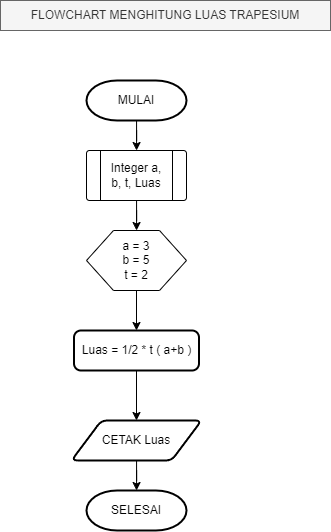 FLOWCHART MENGHITUNG LUAS TRAPESIUM
MULAI
Integer a,
b, t, Luas
a = 3
b = 5
t = 2
Luas = 1/2 * t ( a+b )
CETAK Luas
SELESAI